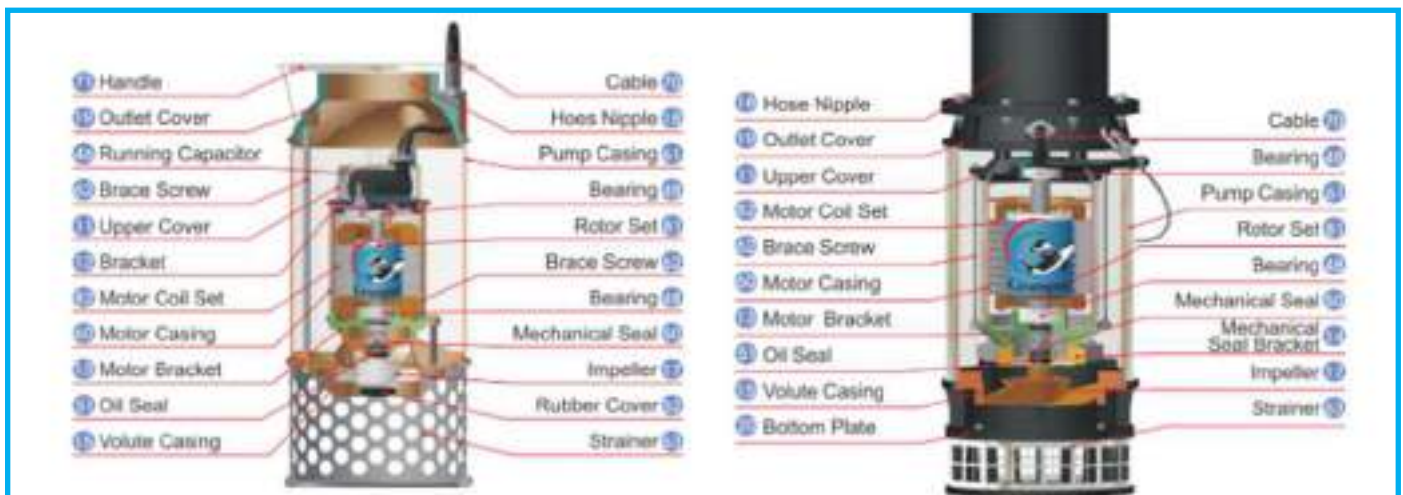 Handle
Outlet Cover
Running Capacitor
Brace Screw
Upper Cover
Bracket
Motor Coil Set
Motor Casing
Motor Bracket
Oil Seal
Volute Casing
Cable
Hoes Nipple
Pump Casing
Bearing
Rotor Set
Brace Screw
Bearing
Mechanical Seal
Impeller
Rubber Cover
Strainer
Hose Nipple
Outlet Cover
Upper Cover
Motor Coil Set
Brace Screw
Motor Casing
Motor Bracket
Oil Seal
Volute Casing
Bottom Plate
Cable
Bearing
Pump Casing
Rotor Set
Bearing
Mechanical Seal
Mechanical
Seal Bracket
Impeller
Strainer